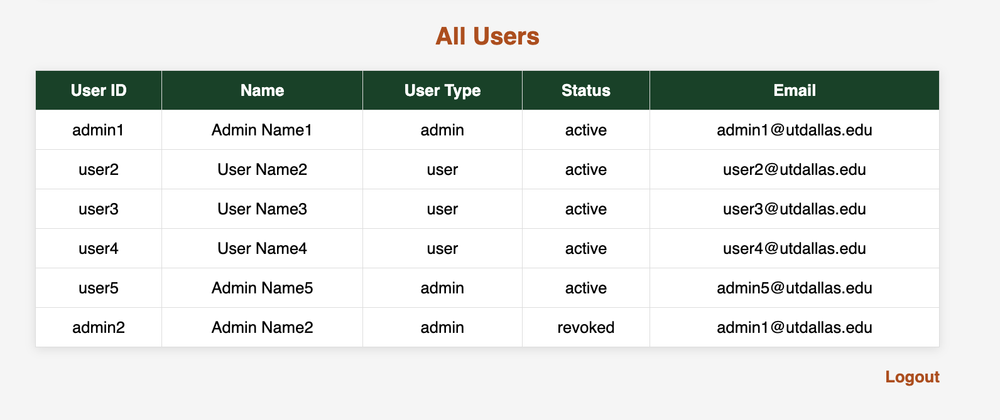 All Users
User ID Name User Type Status Email
admin1 Admin Name1 admin active admin1@utdallas.edu
user2 User Name2 user active user2@utdallas.edu
user3 User Name3 user active user3@utdallas.edu
user4 User Name4 user active user4@utdallas.edu
user5 Admin Name5 admin active admin5@utdallas.edu
admin2 Admin Name2 admin revoked admin1@utdallas.edu
Logout